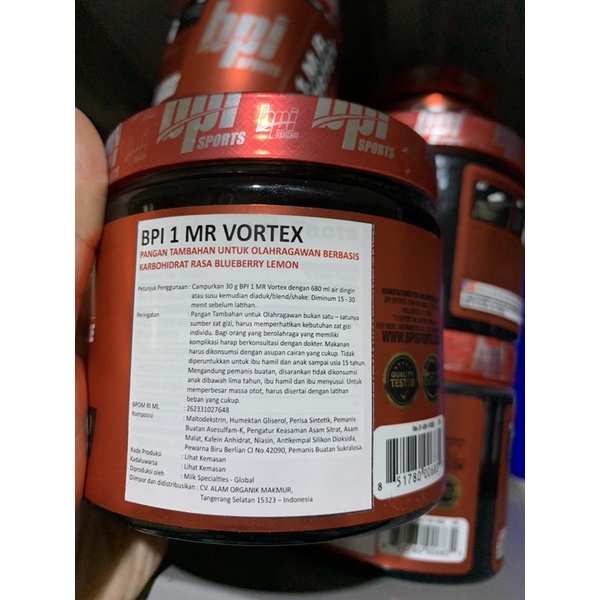 bpi
SPORTS
bpi
SPORTS
bpi
bpi
SPORTS
BPI 1 MR VORTEX
PANGAN TAMBAHAN UNTUK OLAHRAGAWAN BERBASIS
KARBOHIDRAT RASA BLUEBERRY LEMON
Petunjuk Penggunaan : Campurkan 30 g BPI 1 MR Vortex dengan 680 ml air dingin
atau susu kemudian diaduk/blend/shake. Diminum 15 - 30
menit sebelum latihan.
Peringatan : Pangan Tambahan untuk Olahragawan bukan satu – satunya
sumber zat gizi, harus memperhatikan kebutuhan zat gizi
individu. Bagi orang yang berolahraga yang memiliki
komplikasi harap berkonsultasi dengan dokter. Makanan
harus dikonsumsi dengan asupan cairan yang cukup. Tidak
diperuntukkan untuk ibu hamil dan anak sampai usia 15 tahun.
Mengandung pemanis buatan, disarankan tidak dikonsumsi
anak dibawah lima tahun, ibu hamil dan ibu menyusui. Untuk
memperbesar massa otot, harus disertai dengan latihan
beban yang cukup.
BPOM RI ML : 262331027648
Komposisi : Maltodekstrin, Humektan Gliserol, Perisa Sintetik, Pemanis
Buatan Asesulfam-K, Pengatur Keasaman Asam Sitrat, Asam
Malat, Kafein Anhidrat, Niasin, Antikempal Silikon Dioksida,
Pewarna Biru Berlian CI No.42090, Pemanis Buatan Sukralosa.
Kode Produksi : Lihat Kemasan
Kadaluwarsa : Lihat Kemasan
Diproduksi oleh : Milk Specialties - Global
Diimpor dan didistribusikan : CV. ALAM ORGANIK MAKMUR,
Tangerang Selatan 15323 – Indonesia
WWW.BPISPORTS
QUALITY
TESTED
8 51780 00682